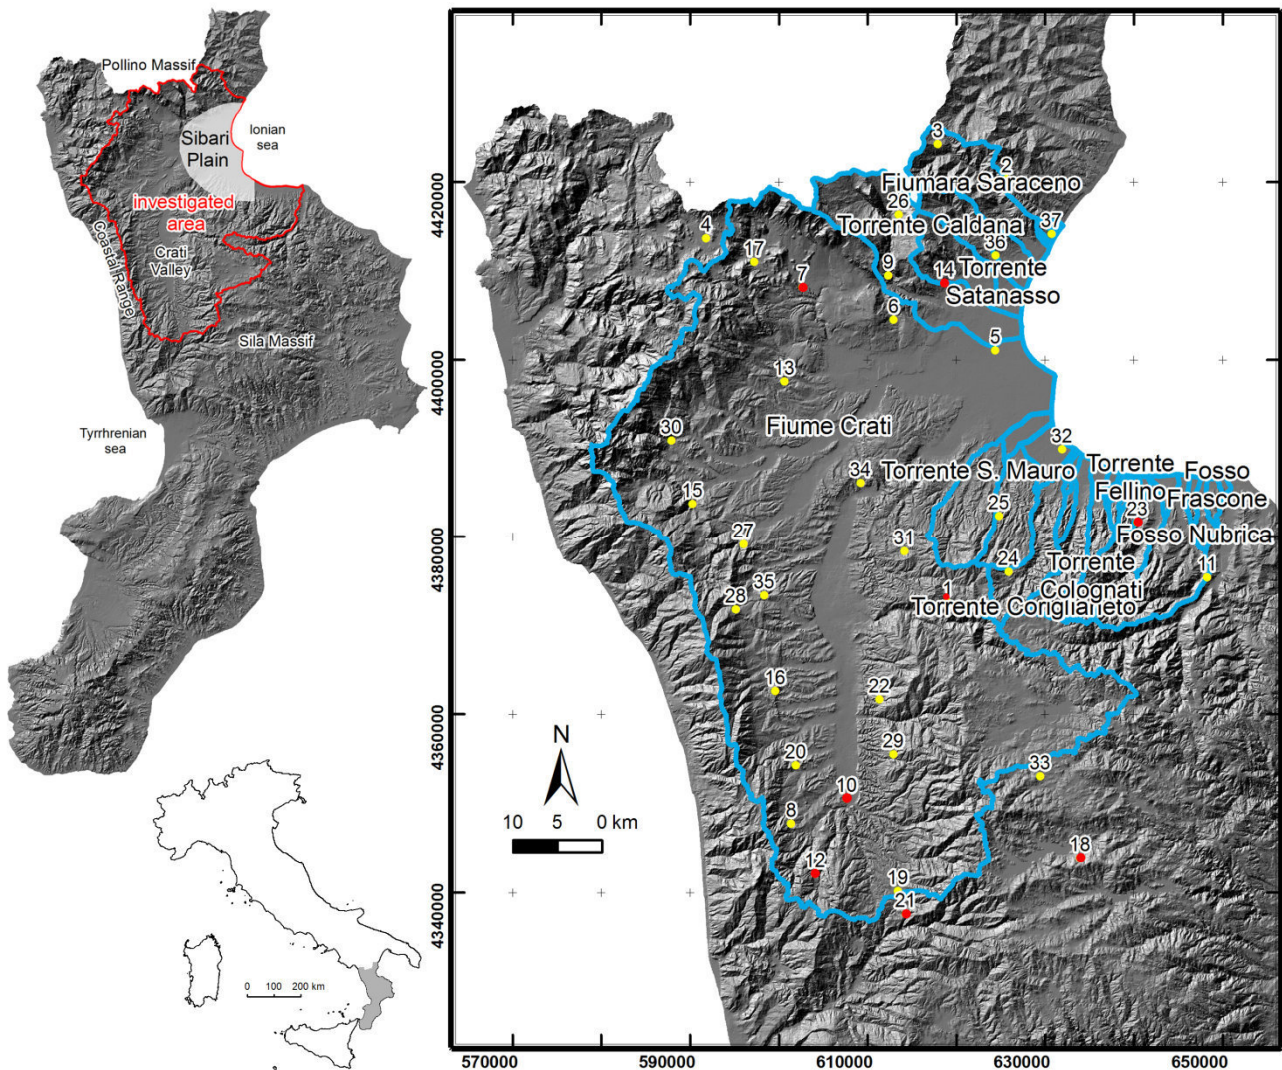 Pollino Massif
Sibari
Plain
Ionian
sea
investigated
area
Coastal Range
Crati
Valley
Sila Massif
Tyrrhenian
sea
0 100 200 km
3
2
Fiumara Saraceno
26
Torrente Caldana
37
4
17
36
7
9
14
Torrente
Satanasso
6
5
13
30
Fiume Crati
32
34
Torrente S. Mauro
Torrente
Fosso
Fellino
Frascone
15
25
23
Fosso Nubrica
27
31
24
Torrente
Colognati
11
28
35
1
Torrente Coriglianeto
16
22
20
29
33
10
8
12
18
19
21
N
10 5 0 km
4420000
4400000
4380000
4360000
4340000
570000 590000 610000 630000 650000